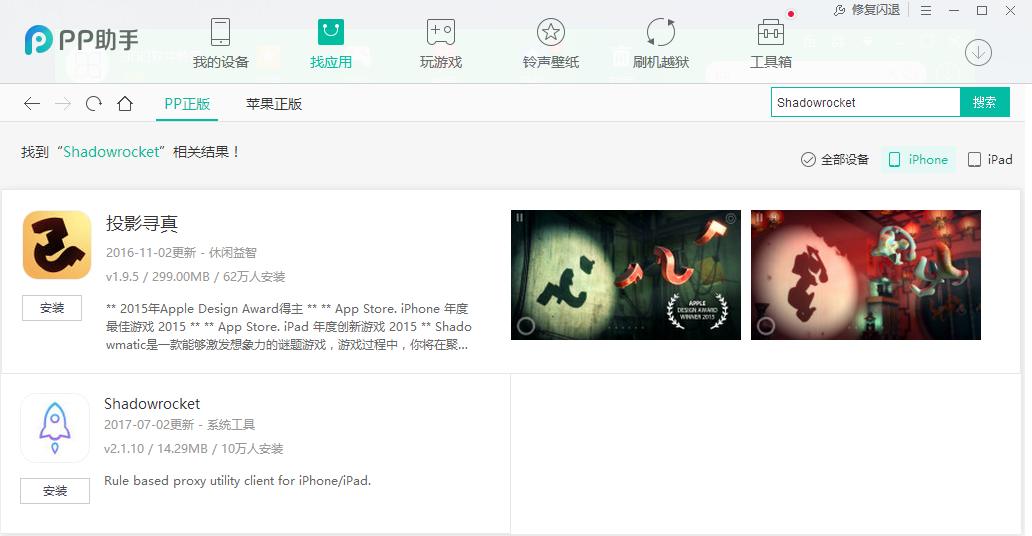 修复闪退
PP助手
我的设备
找应用
玩游戏
铃声壁纸
刷机越狱
工具箱
PP正版
苹果正版
Shadowrocket
搜索
找到“Shadowrocket”相关结果！
全部设备
iPhone
iPad
投影寻真
2016-11-02更新 - 休闲益智
v1.9.5 / 299.00MB / 62万人安装
安装
** 2015年Apple Design Award得主 ** ** App Store. iPhone 年度
最佳游戏 2015 ** ** App Store. iPad 年度创新游戏 2015 ** Shado
wmatic是一款能够激发想象力的谜题游戏，游戏过程中，你将在聚...
APPLE
DESIGN AWARD
WINNER 2015
Shadowrocket
2017-07-02更新 - 系统工具
v2.1.10 / 14.29MB / 10万人安装
安装
Rule based proxy utility client for iPhone/iPad.